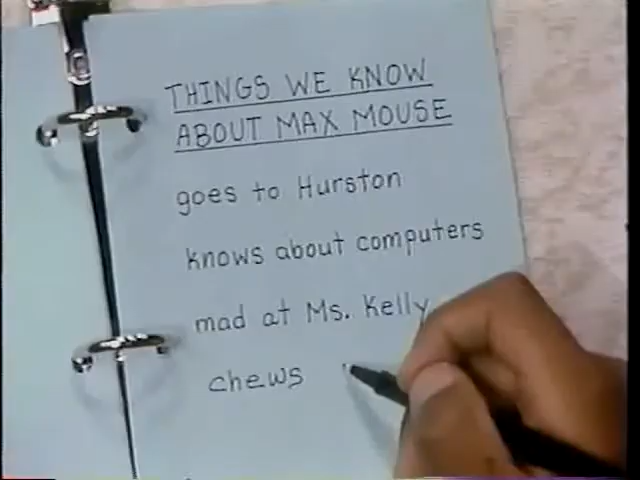 THINGS WE KNOW
ABOUT MAX MOUSE
goes to Hurston
knows about computers
mad at Ms. Kelly
chews